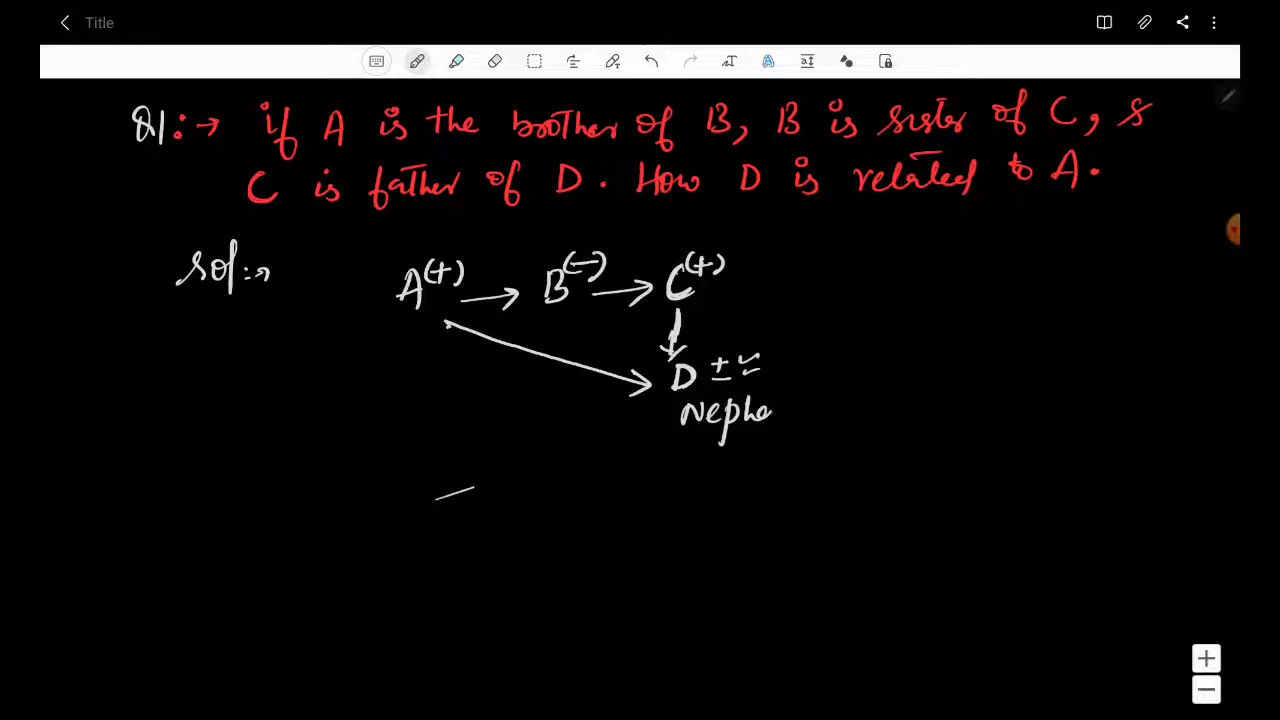 Title
Q1:→ if A is the brother of B, B is sister of C, &
C is father of D. How D is related to A.
Sol:→
A(+) → B(-) → C(+)
D ±
Nephe